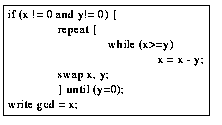 if (x != 0 and y!= 0) {
repeat {
while (x>=y)
x = x - y;
swap x, y;
} until (y=0);
write gcd = x;